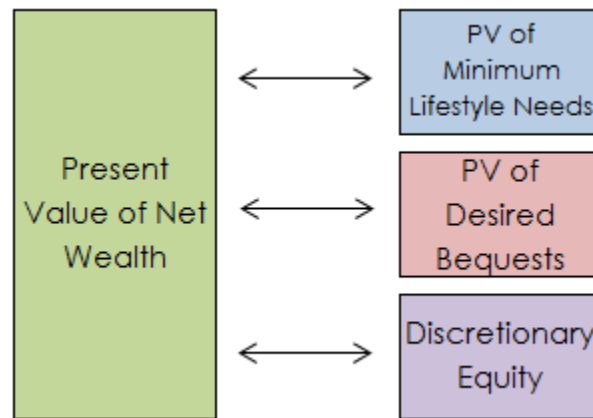 Present
Value of Net
Wealth
PV of
Minimum
Lifestyle Needs
PV of
Desired
Bequests
Discretionary
Equity